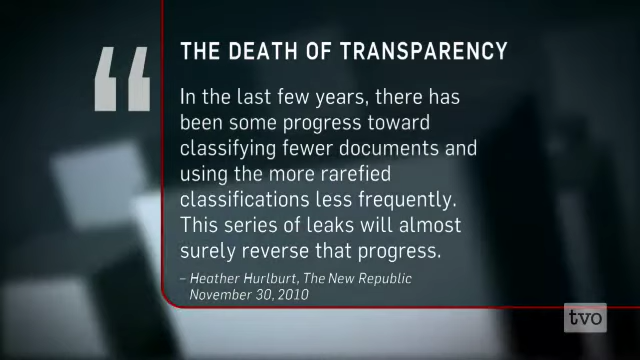 THE DEATH OF TRANSPARENCY
In the last few years, there has
been some progress toward
classifying fewer documents and
using the more rarefied
classifications less frequently.
This series of leaks will almost
surely reverse that progress.
– Heather Hurlburt, The New Republic
November 30, 2010
tvo